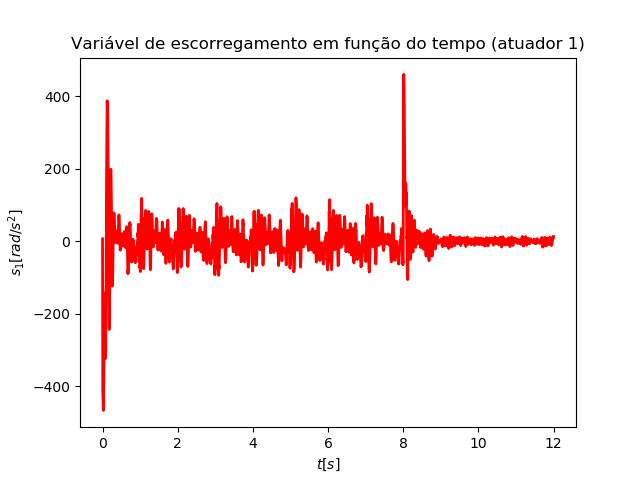 Variável de escorregamento em função do tempo (atuador 1)
400
200
0
−200
−400
s₁[rad/s²]
0 2 4 6 8 10 12
t[s]